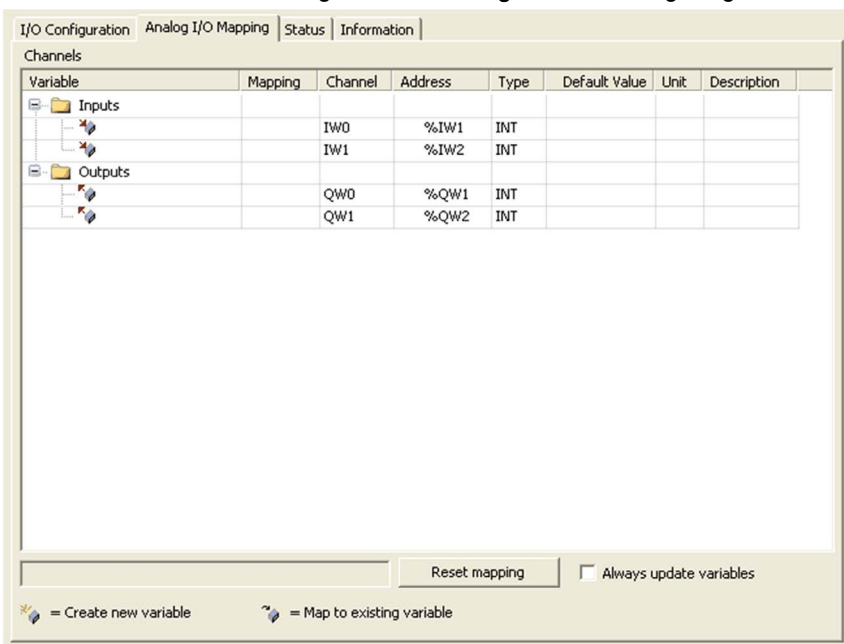 I/O Configuration Analog I/O Mapping Status Information
Channels
Variable Mapping Channel Address Type Default Value Unit Description
Inputs
IW0 %IW1 INT
IW1 %IW2 INT
Outputs
QW0 %QW1 INT
QW1 %QW2 INT
Reset mapping Always update variables
= Create new variable = Map to existing variable